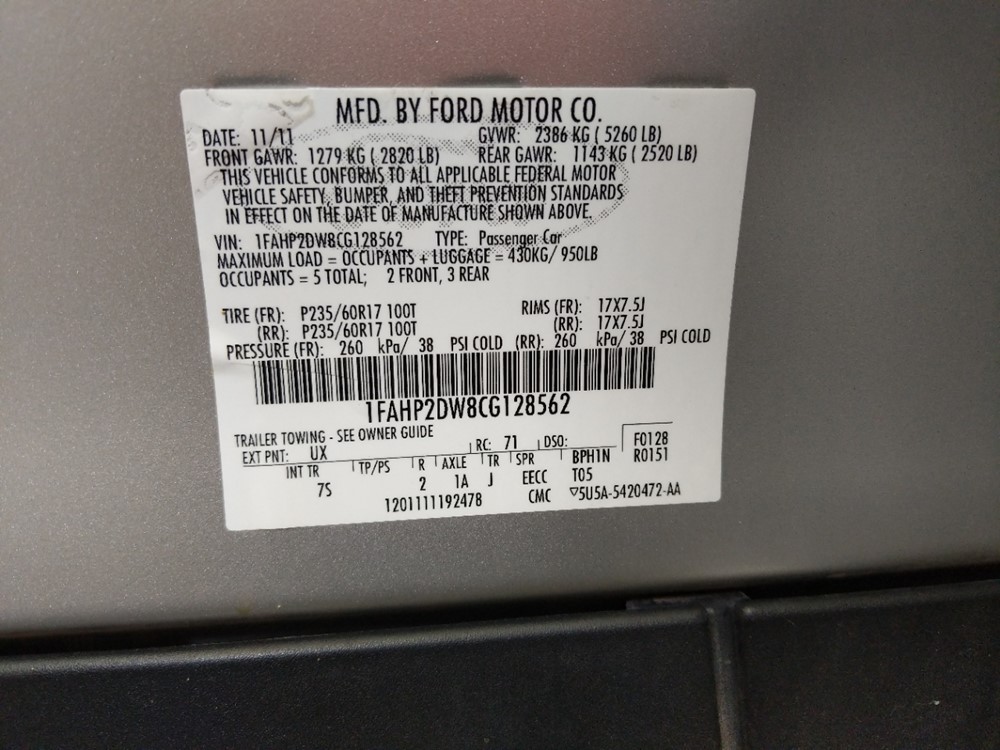 MFD. BY FORD MOTOR CO.
DATE: 11/11 GVWR: 2386 KG ( 5260 LB)
FRONT GAWR: 1279 KG ( 2820 LB) REAR GAWR: 1143 KG ( 2520 LB)
THIS VEHICLE CONFORMS TO ALL APPLICABLE FEDERAL MOTOR
VEHICLE SAFETY, BUMPER, AND THEFT PREVENTION STANDARDS
IN EFFECT ON THE DATE OF MANUFACTURE SHOWN ABOVE.
VIN: 1FAHP2DW8CG128562 TYPE: Passenger Car
MAXIMUM LOAD = OCCUPANTS + LUGGAGE = 430KG/ 950LB
OCCUPANTS = 5 TOTAL; 2 FRONT, 3 REAR
TIRE (FR): P235/60R17 100T RIMS (FR): 17X7.5J
(RR): P235/60R17 100T (RR): 17X7.5J
PRESSURE (FR): 260 kPa/ 38 PSI COLD (RR): 260 kPa/ 38 PSI COLD
1FAHP2DW8CG128562
TRAILER TOWING - SEE OWNER GUIDE
EXT PNT: UX RC: 71 DSO: F0128
INT TR TP/PS R AXLE TR SPR BPH1N R0151
7S 2 1A J EECC T05
1201111192478 CMC ▽5U5A-5420472-AA